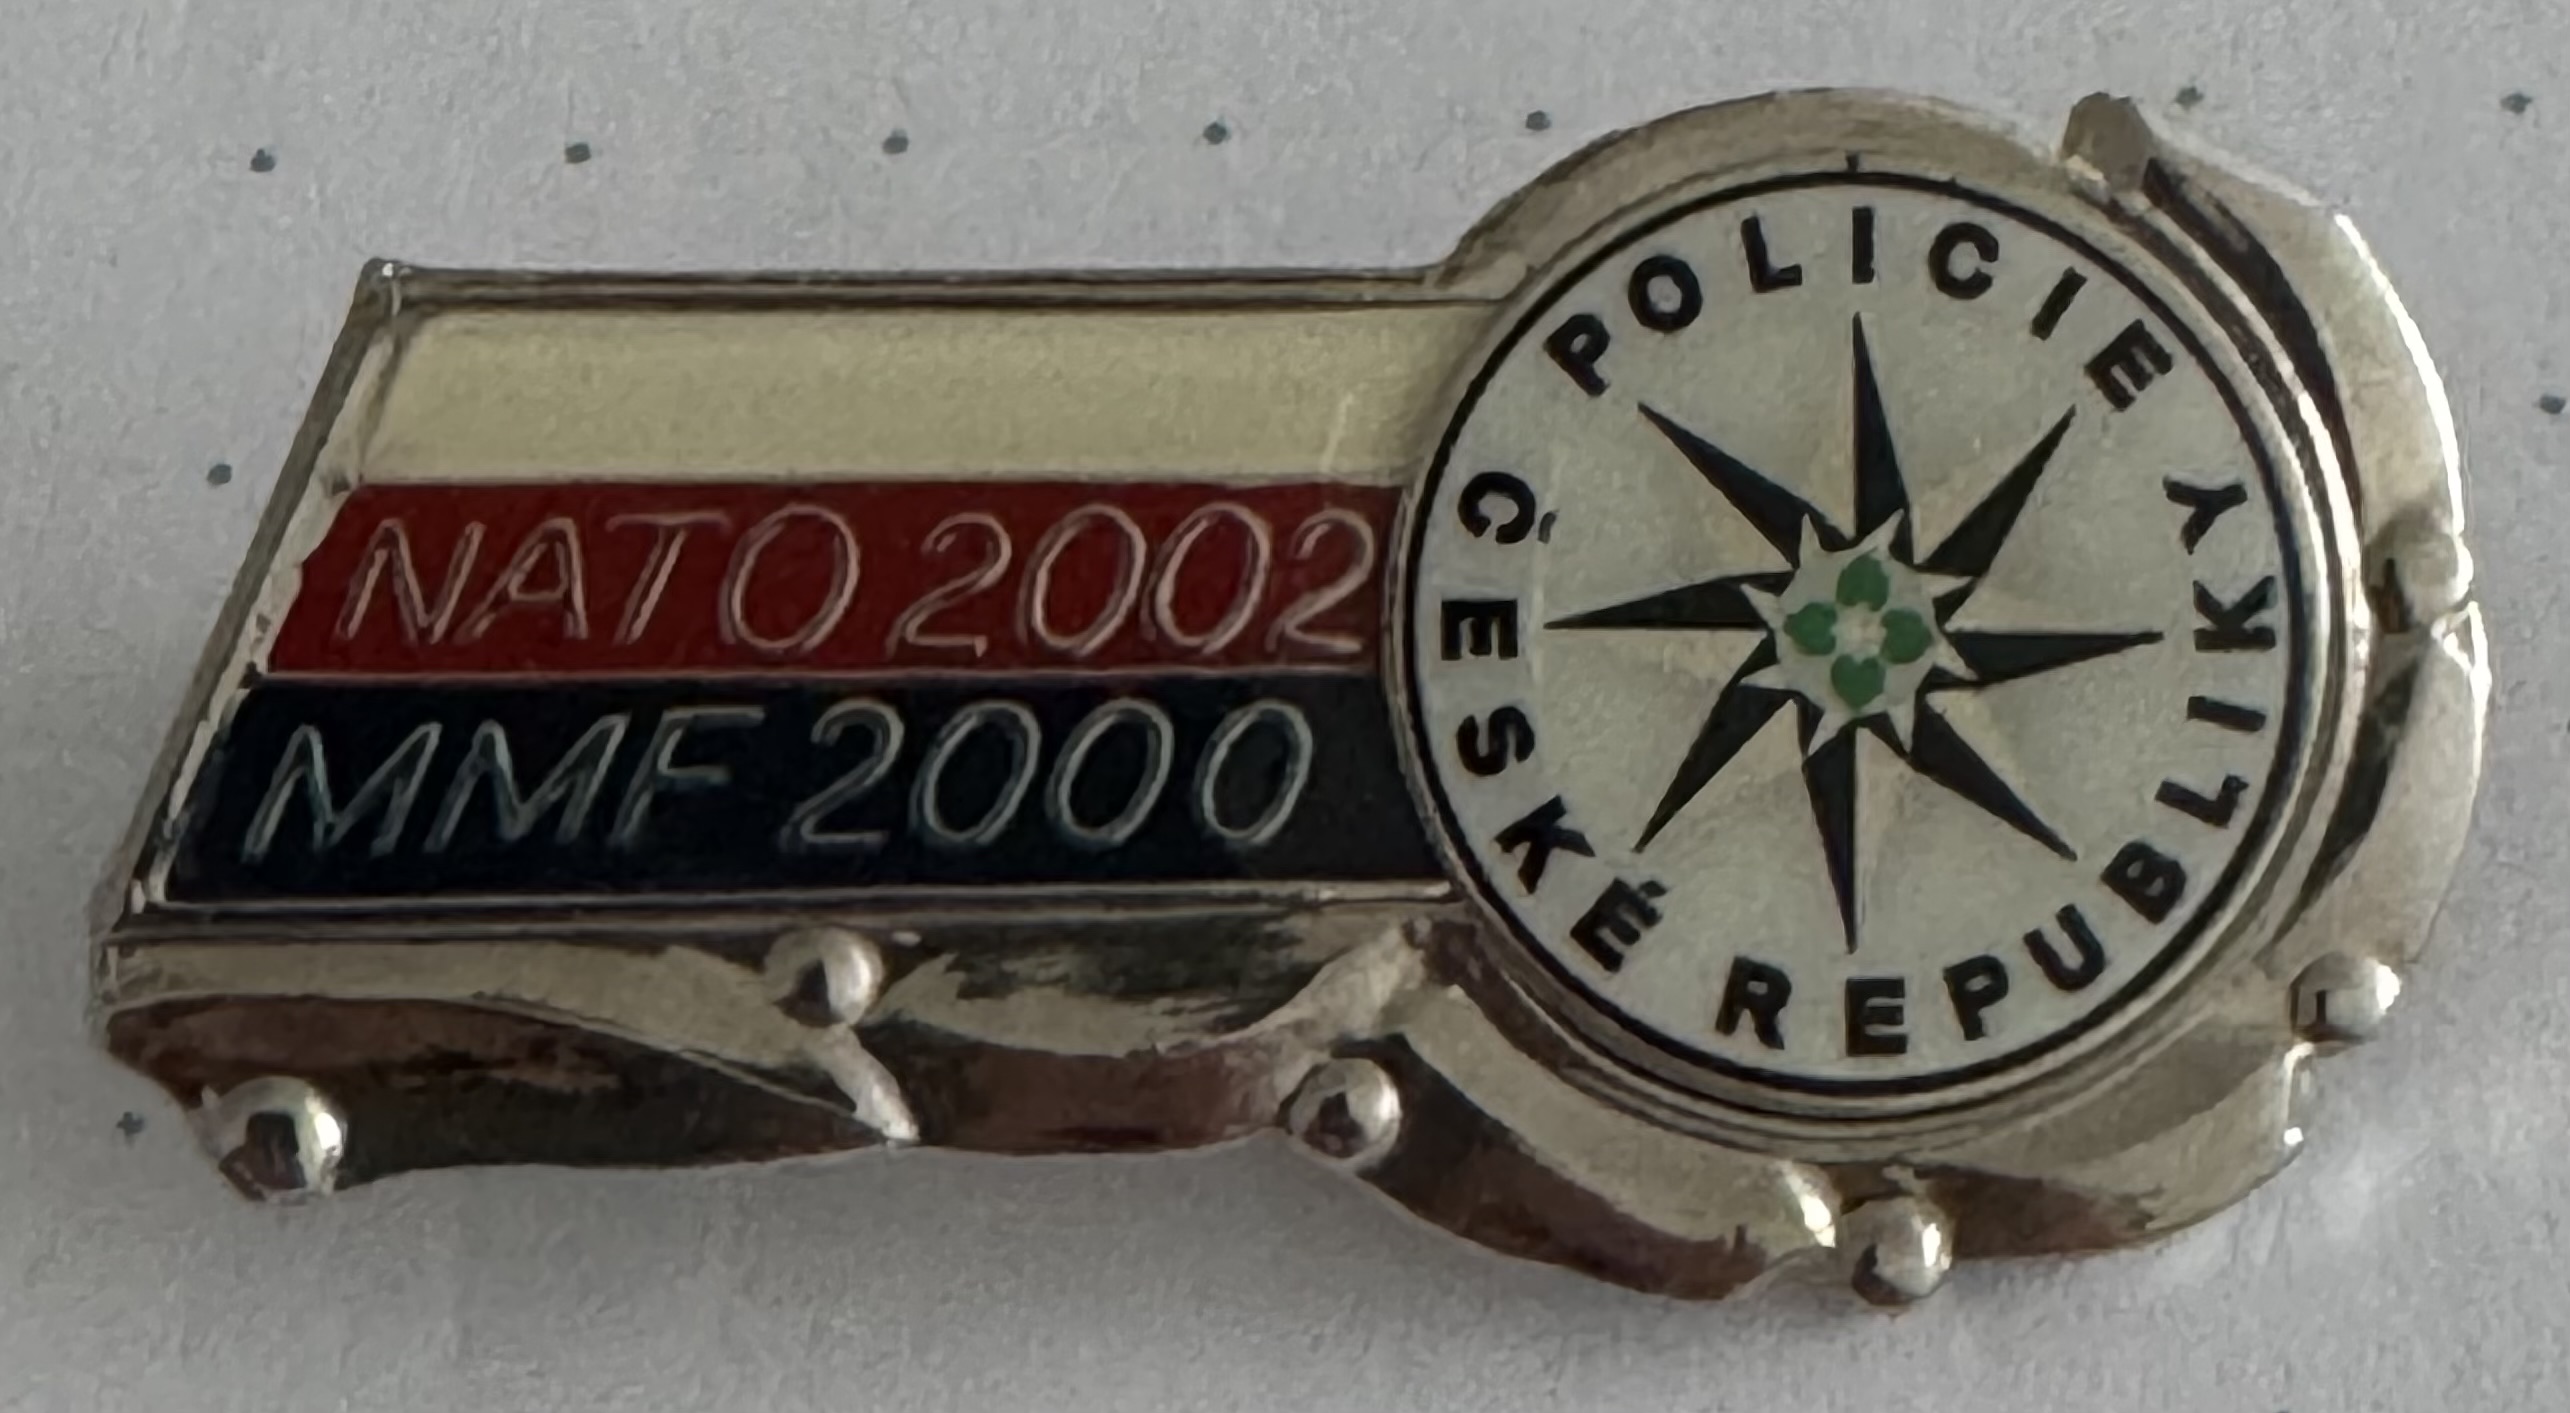 NATO 2002
MMF 2000
POLICIE
ČESKÉ REPUBLIKY